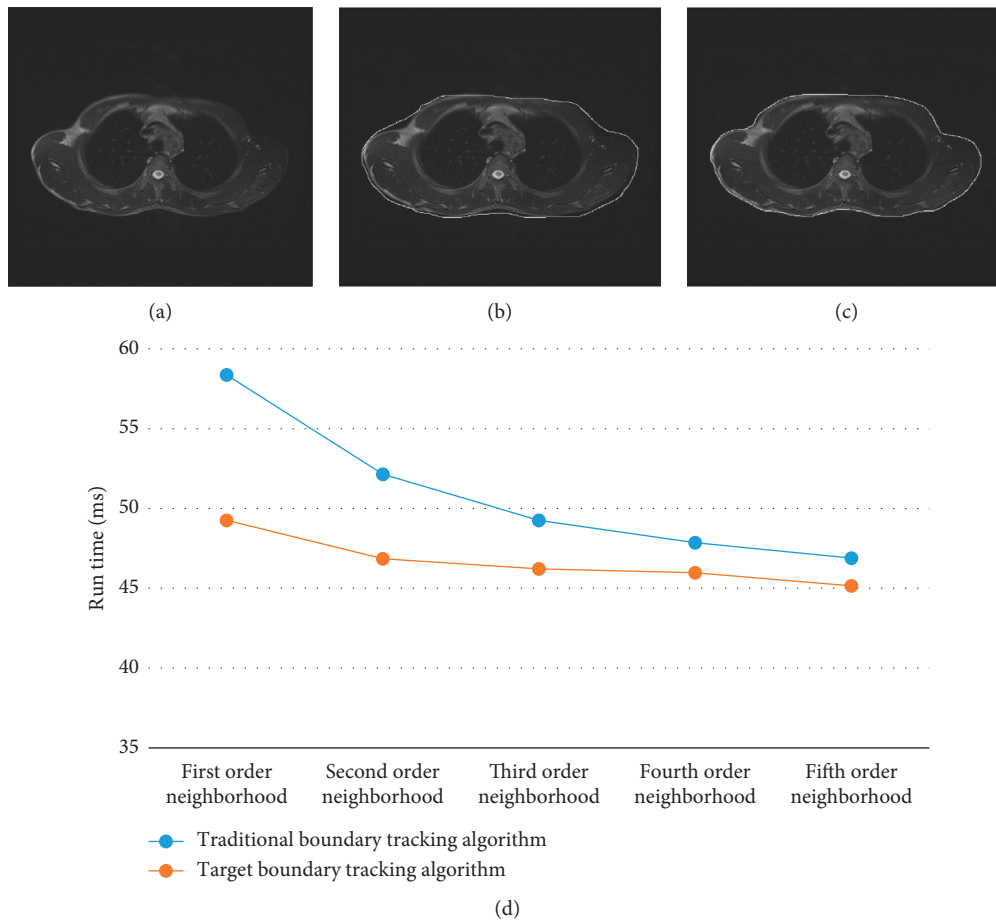 (a)
(b)
(c)
60
55
50
45
40
35
Run time (ms)
First order
neighborhood
Second order
neighborhood
Third order
neighborhood
Fourth order
neighborhood
Fifth order
neighborhood
Traditional boundary tracking algorithm
Target boundary tracking algorithm
(d)